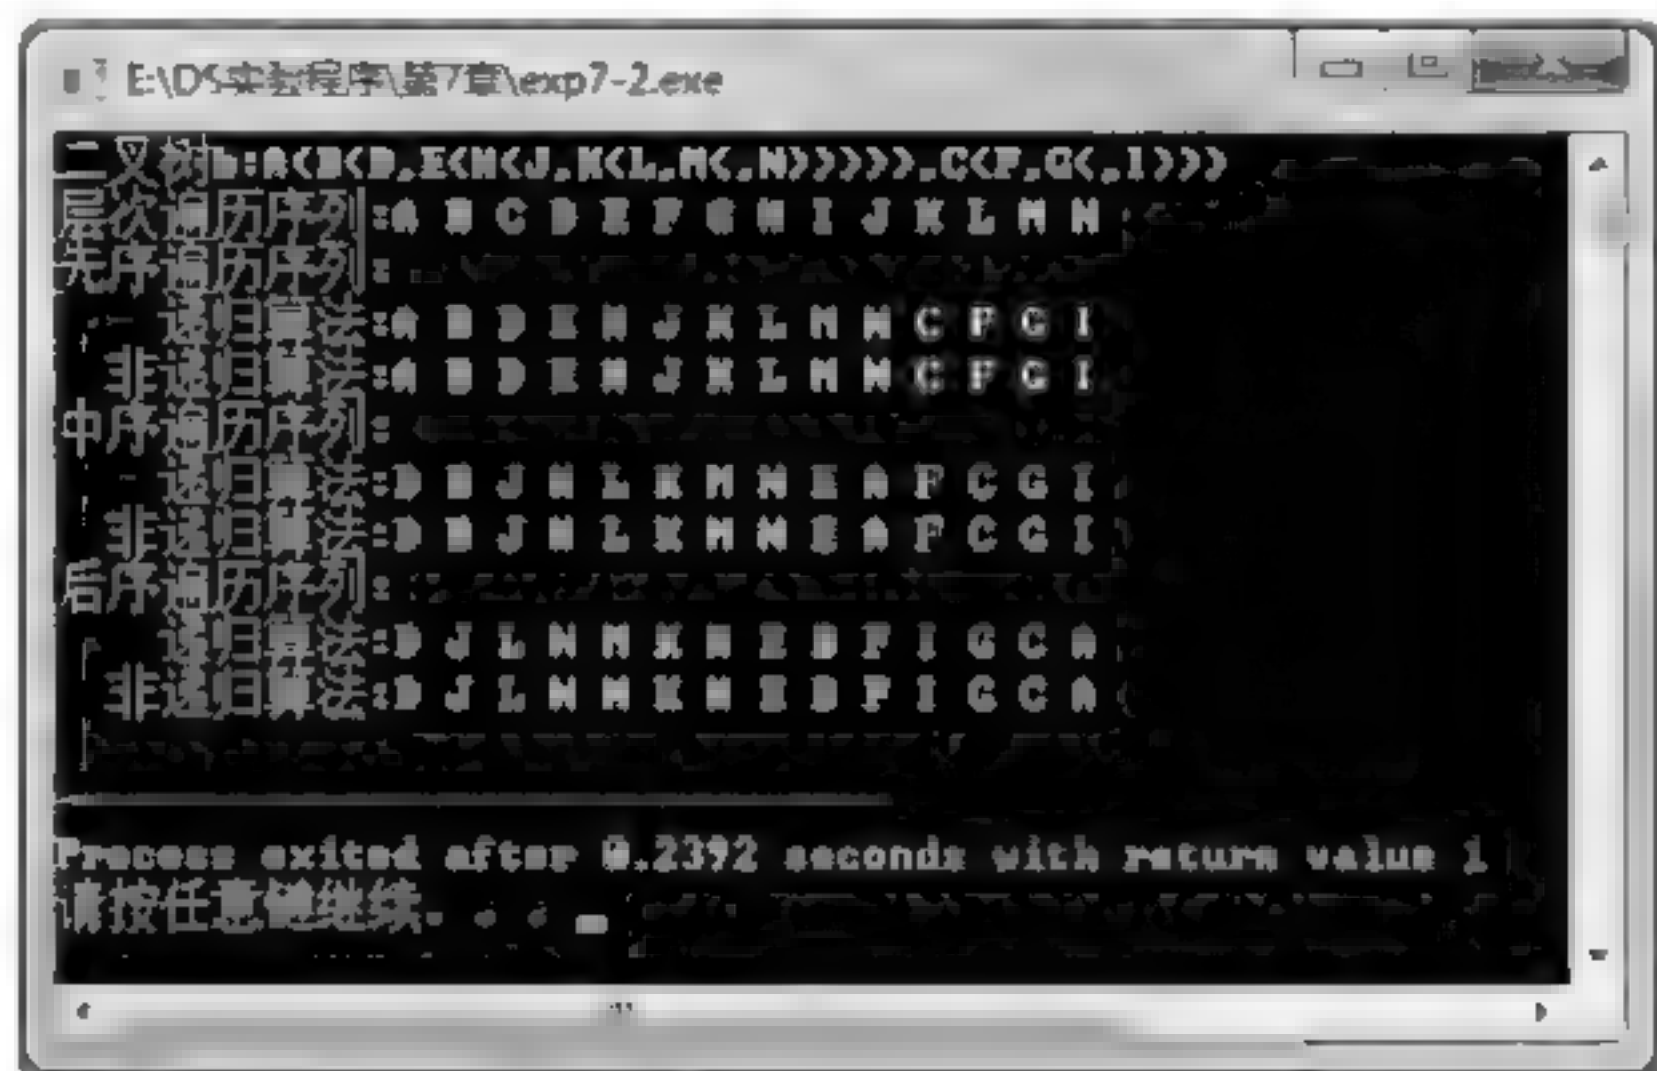 E:\DS实验程序\第7章\exp7-2.exe
二叉树b:A(B(D,E(H(J,K(L,M(,N))))),C(F,G(,I)))
层次遍历序列:A B C D E F G H I J K L M N
先序遍历序列:
递归算法:A B D E H J K L M N C F G I
非递归算法:A B D E H J K L M N C F G I
中序遍历序列:
递归算法:D B J H L K M N E A F C G I
非递归算法:D B J H L K M N E A F C G I
后序遍历序列:
递归算法:D J L N M K H E B F I G C A
非递归算法:D J L N M K H E B F I G C A
Process exited after 0.2392 seconds with return value 1
请按任意键继续. . .